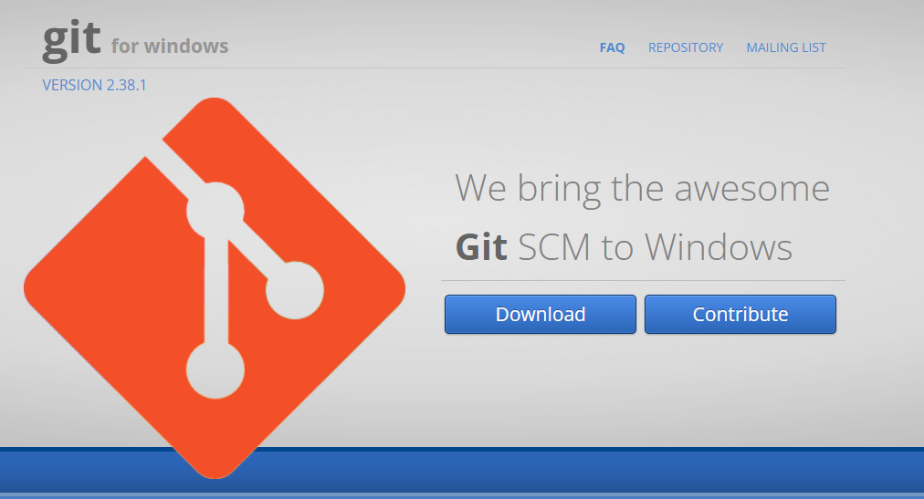 git for windows
FAQ REPOSITORY MAILING LIST
VERSION 2.38.1
We bring the awesome
Git SCM to Windows
Download Contribute